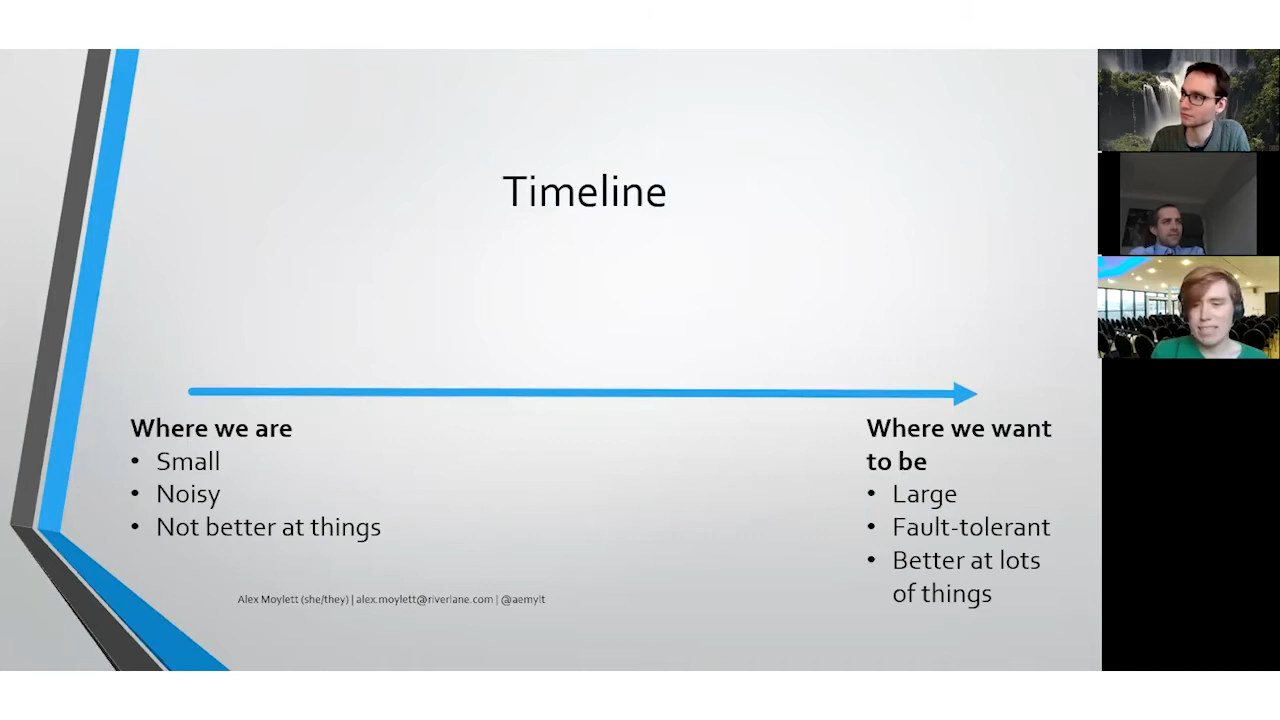 Timeline
Where we are
• Small
• Noisy
• Not better at things
Where we want
to be
• Large
• Fault-tolerant
• Better at lots
of things
Alex Moylett (she/they) | alex.moylett@riverlane.com | @aemylt